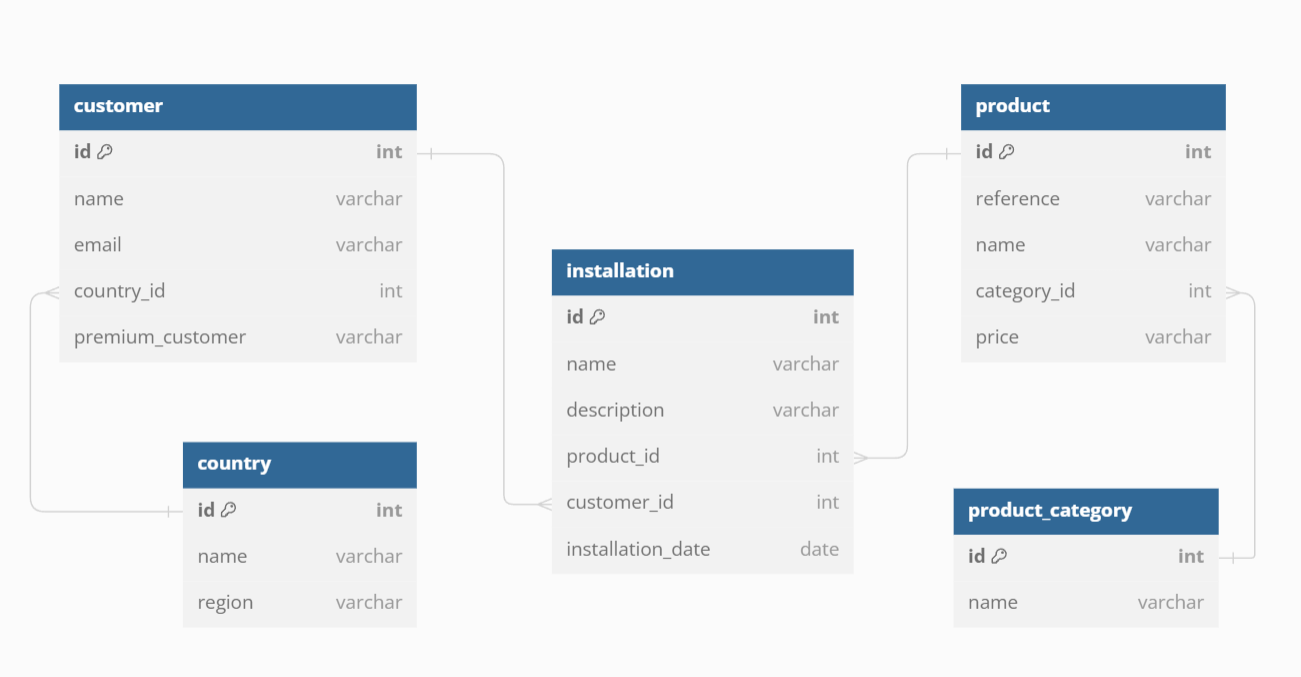 customer
id int
name varchar
email varchar
country_id int
premium_customer varchar
country
id int
name varchar
region varchar
installation
id int
name varchar
description varchar
product_id int
customer_id int
installation_date date
product
id int
reference varchar
name varchar
category_id int
price varchar
product_category
id int
name varchar